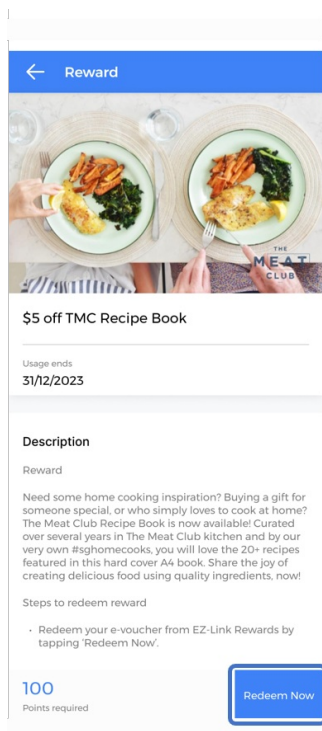 Reward
THE
MEAT
CLUB
$5 off TMC Recipe Book
Usage ends
31/12/2023
Description
Reward
Need some home cooking inspiration? Buying a gift for
someone special, or who simply loves to cook at home?
The Meat Club Recipe Book is now available! Curated
over several years in The Meat Club kitchen and by our
very own #sghomecooks, you will love the 20+ recipes
featured in this hard cover A4 book. Share the joy of
creating delicious food using quality ingredients, now!
Steps to redeem reward
• Redeem your e-voucher from EZ-Link Rewards by
tapping 'Redeem Now'.
100
Points required
Redeem Now